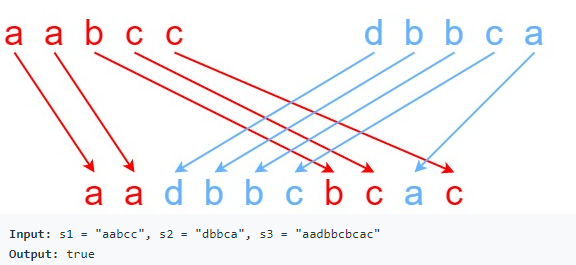 a a b c c d b b c a
a a d b b c b c a c
Input: s1 = "aabcc", s2 = "dbbca", s3 = "aadbbcbcac"
Output: true